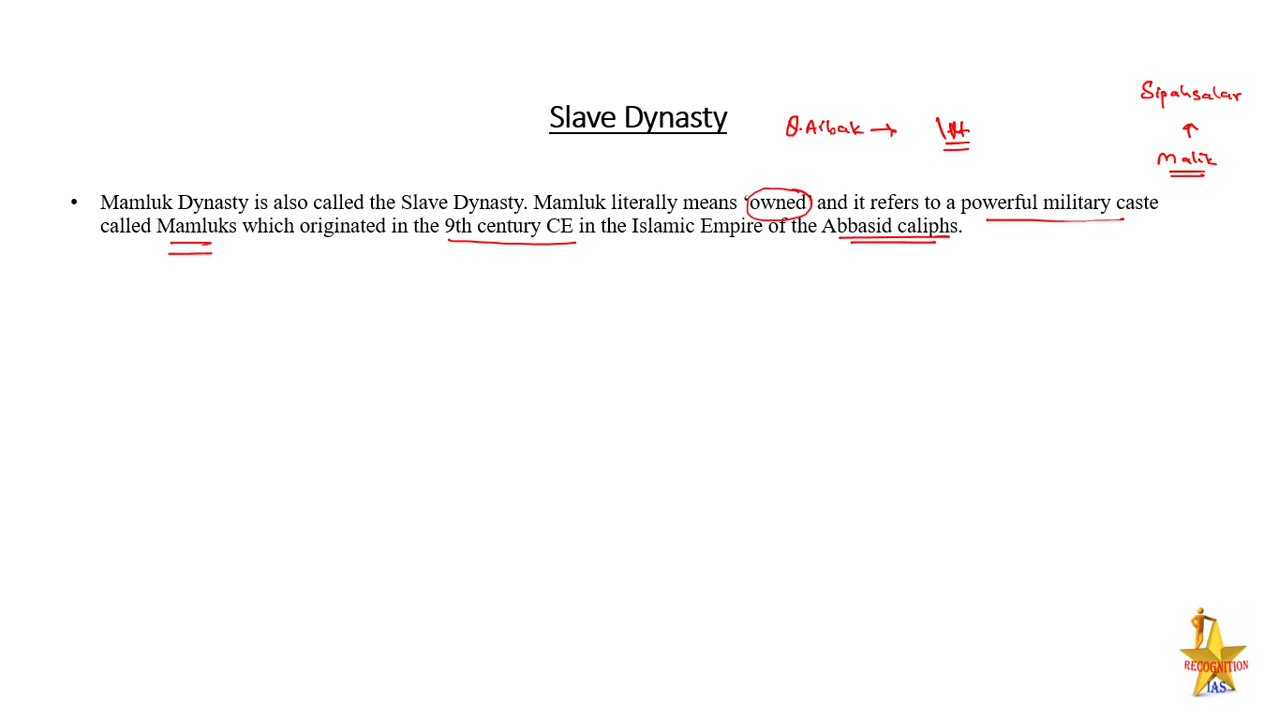 Sipahsalar
Slave Dynasty
Q.Aibak →
↑
Malik
• Mamluk Dynasty is also called the Slave Dynasty. Mamluk literally means ‘owned’ and it refers to a powerful military caste
called Mamluks which originated in the 9th century CE in the Islamic Empire of the Abbasid caliphs.
RECOGNITION
IAS